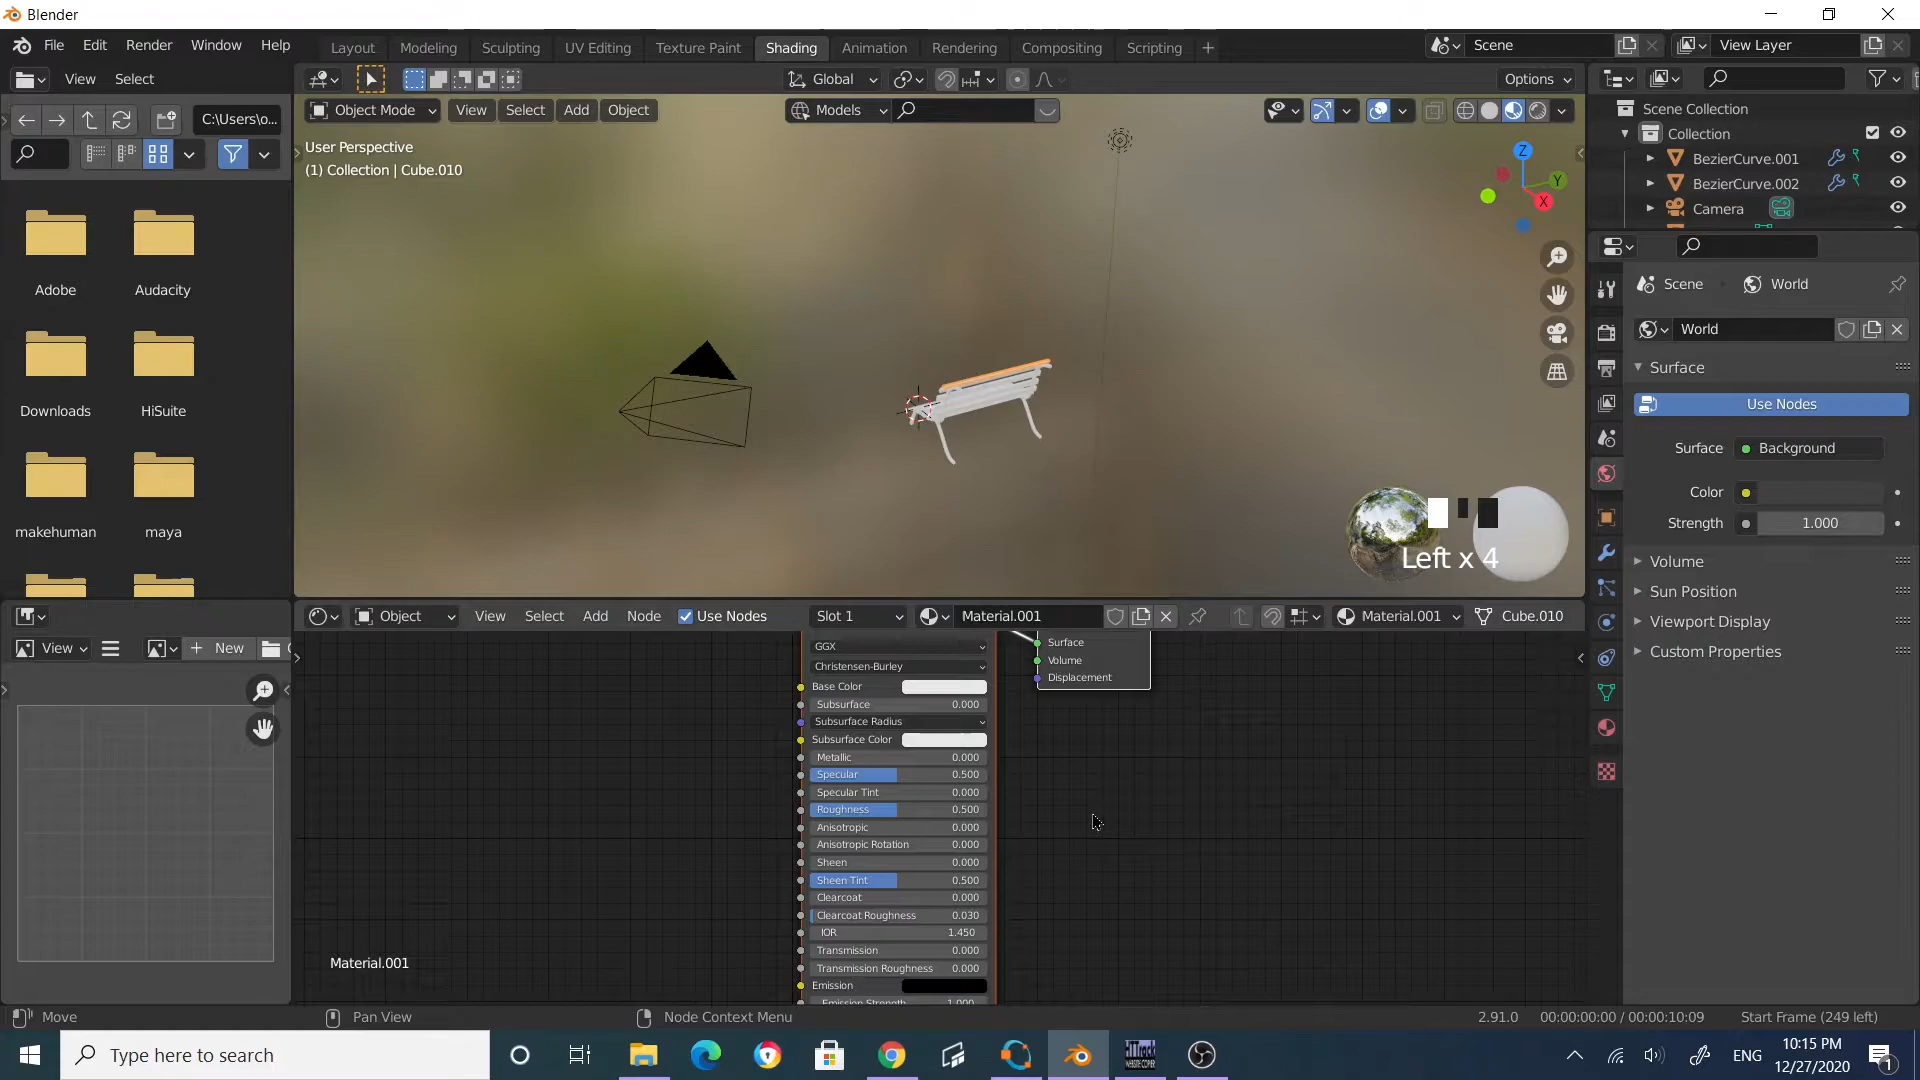 Blender
File Edit Render Window Help
Layout Modeling Sculpting UV Editing Texture Paint Shading Animation Rendering Compositing Scripting +
Scene
View Layer
View Select
Global
Options
C:\Users\o...
Object Mode View Select Add Object
Models
User Perspective
(1) Collection | Cube.010
Z
Y
X
Scene Collection
Collection
BezierCurve.001
BezierCurve.002
Camera
Adobe
Audacity
Downloads
HiSuite
makehuman
maya
Scene
World
World
Surface
Use Nodes
Surface Background
Color
Strength 1.000
Volume
Sun Position
Viewport Display
Custom Properties
Left x 4
Object View Select Add Node Use Nodes Slot 1 Material.001 Material.001 Cube.010
View
New
GGX
Christensen-Burley
Base Color
Subsurface 0.000
Subsurface Radius
Subsurface Color
Metallic 0.000
Specular 0.500
Specular Tint 0.000
Roughness 0.500
Anisotropic 0.000
Anisotropic Rotation 0.000
Sheen 0.000
Sheen Tint 0.500
Clearcoat 0.000
Clearcoat Roughness 0.030
IOR 1.450
Transmission 0.000
Transmission Roughness 0.000
Emission
Emission Strength 1.000
Surface
Volume
Displacement
Material.001
Move
Pan View
Node Context Menu
2.91.0 00:00:00:00 / 00:00:10:09 Start Frame (249 left)
Type here to search
ENG
10:15 PM
12/27/2020
1